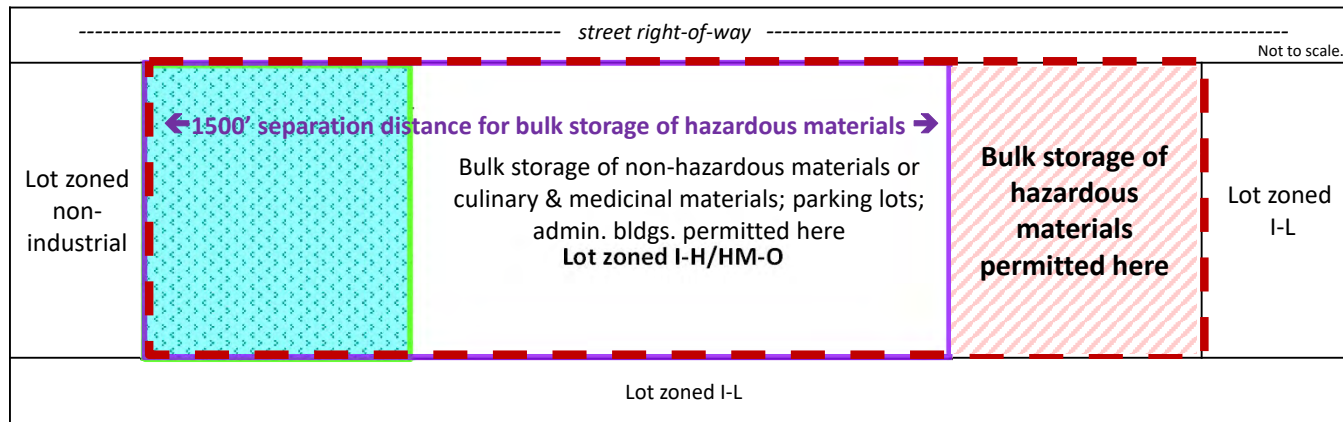 street right-of-way
Not to scale.
🡨1500’ separation distance for bulk storage of hazardous materials 🡪
Lot zoned
non-
industrial
Bulk storage of non-hazardous materials or
culinary & medicinal materials; parking lots;
admin. bldgs. permitted here
Lot zoned I-H/HM-O
Bulk storage of
hazardous
materials
permitted here
Lot zoned
I-L
Lot zoned I-L